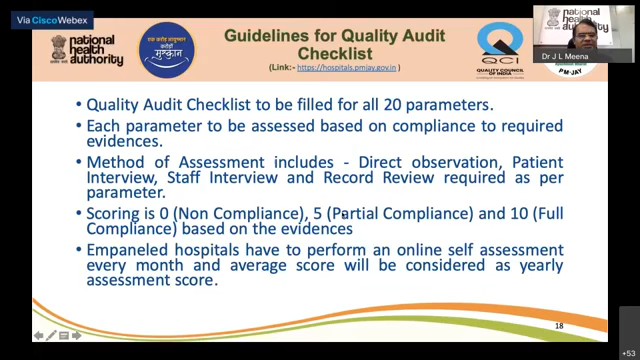 Via CiscoWebex
national
health
authority
एक करोड़ आयुष्मान
करोड़ों
मुस्कान
Guidelines for Quality Audit
Checklist
(Link:- https://hospitals.pmjay.gov.in )
QCI
QUALITY COUNCIL
OF INDIA
national
health
authority
Dr J L Meena
PM-JAY
• Quality Audit Checklist to be filled for all 20 parameters.
• Each parameter to be assessed based on compliance to required
evidences.
• Method of Assessment includes - Direct observation, Patient
Interview, Staff Interview and Record Review required as per
parameter.
• Scoring is 0 (Non Compliance), 5 (Partial Compliance) and 10 (Full
Compliance) based on the evidences
• Empaneled hospitals have to perform an online self assessment
every month and average score will be considered as yearly
assessment score.
18
+53